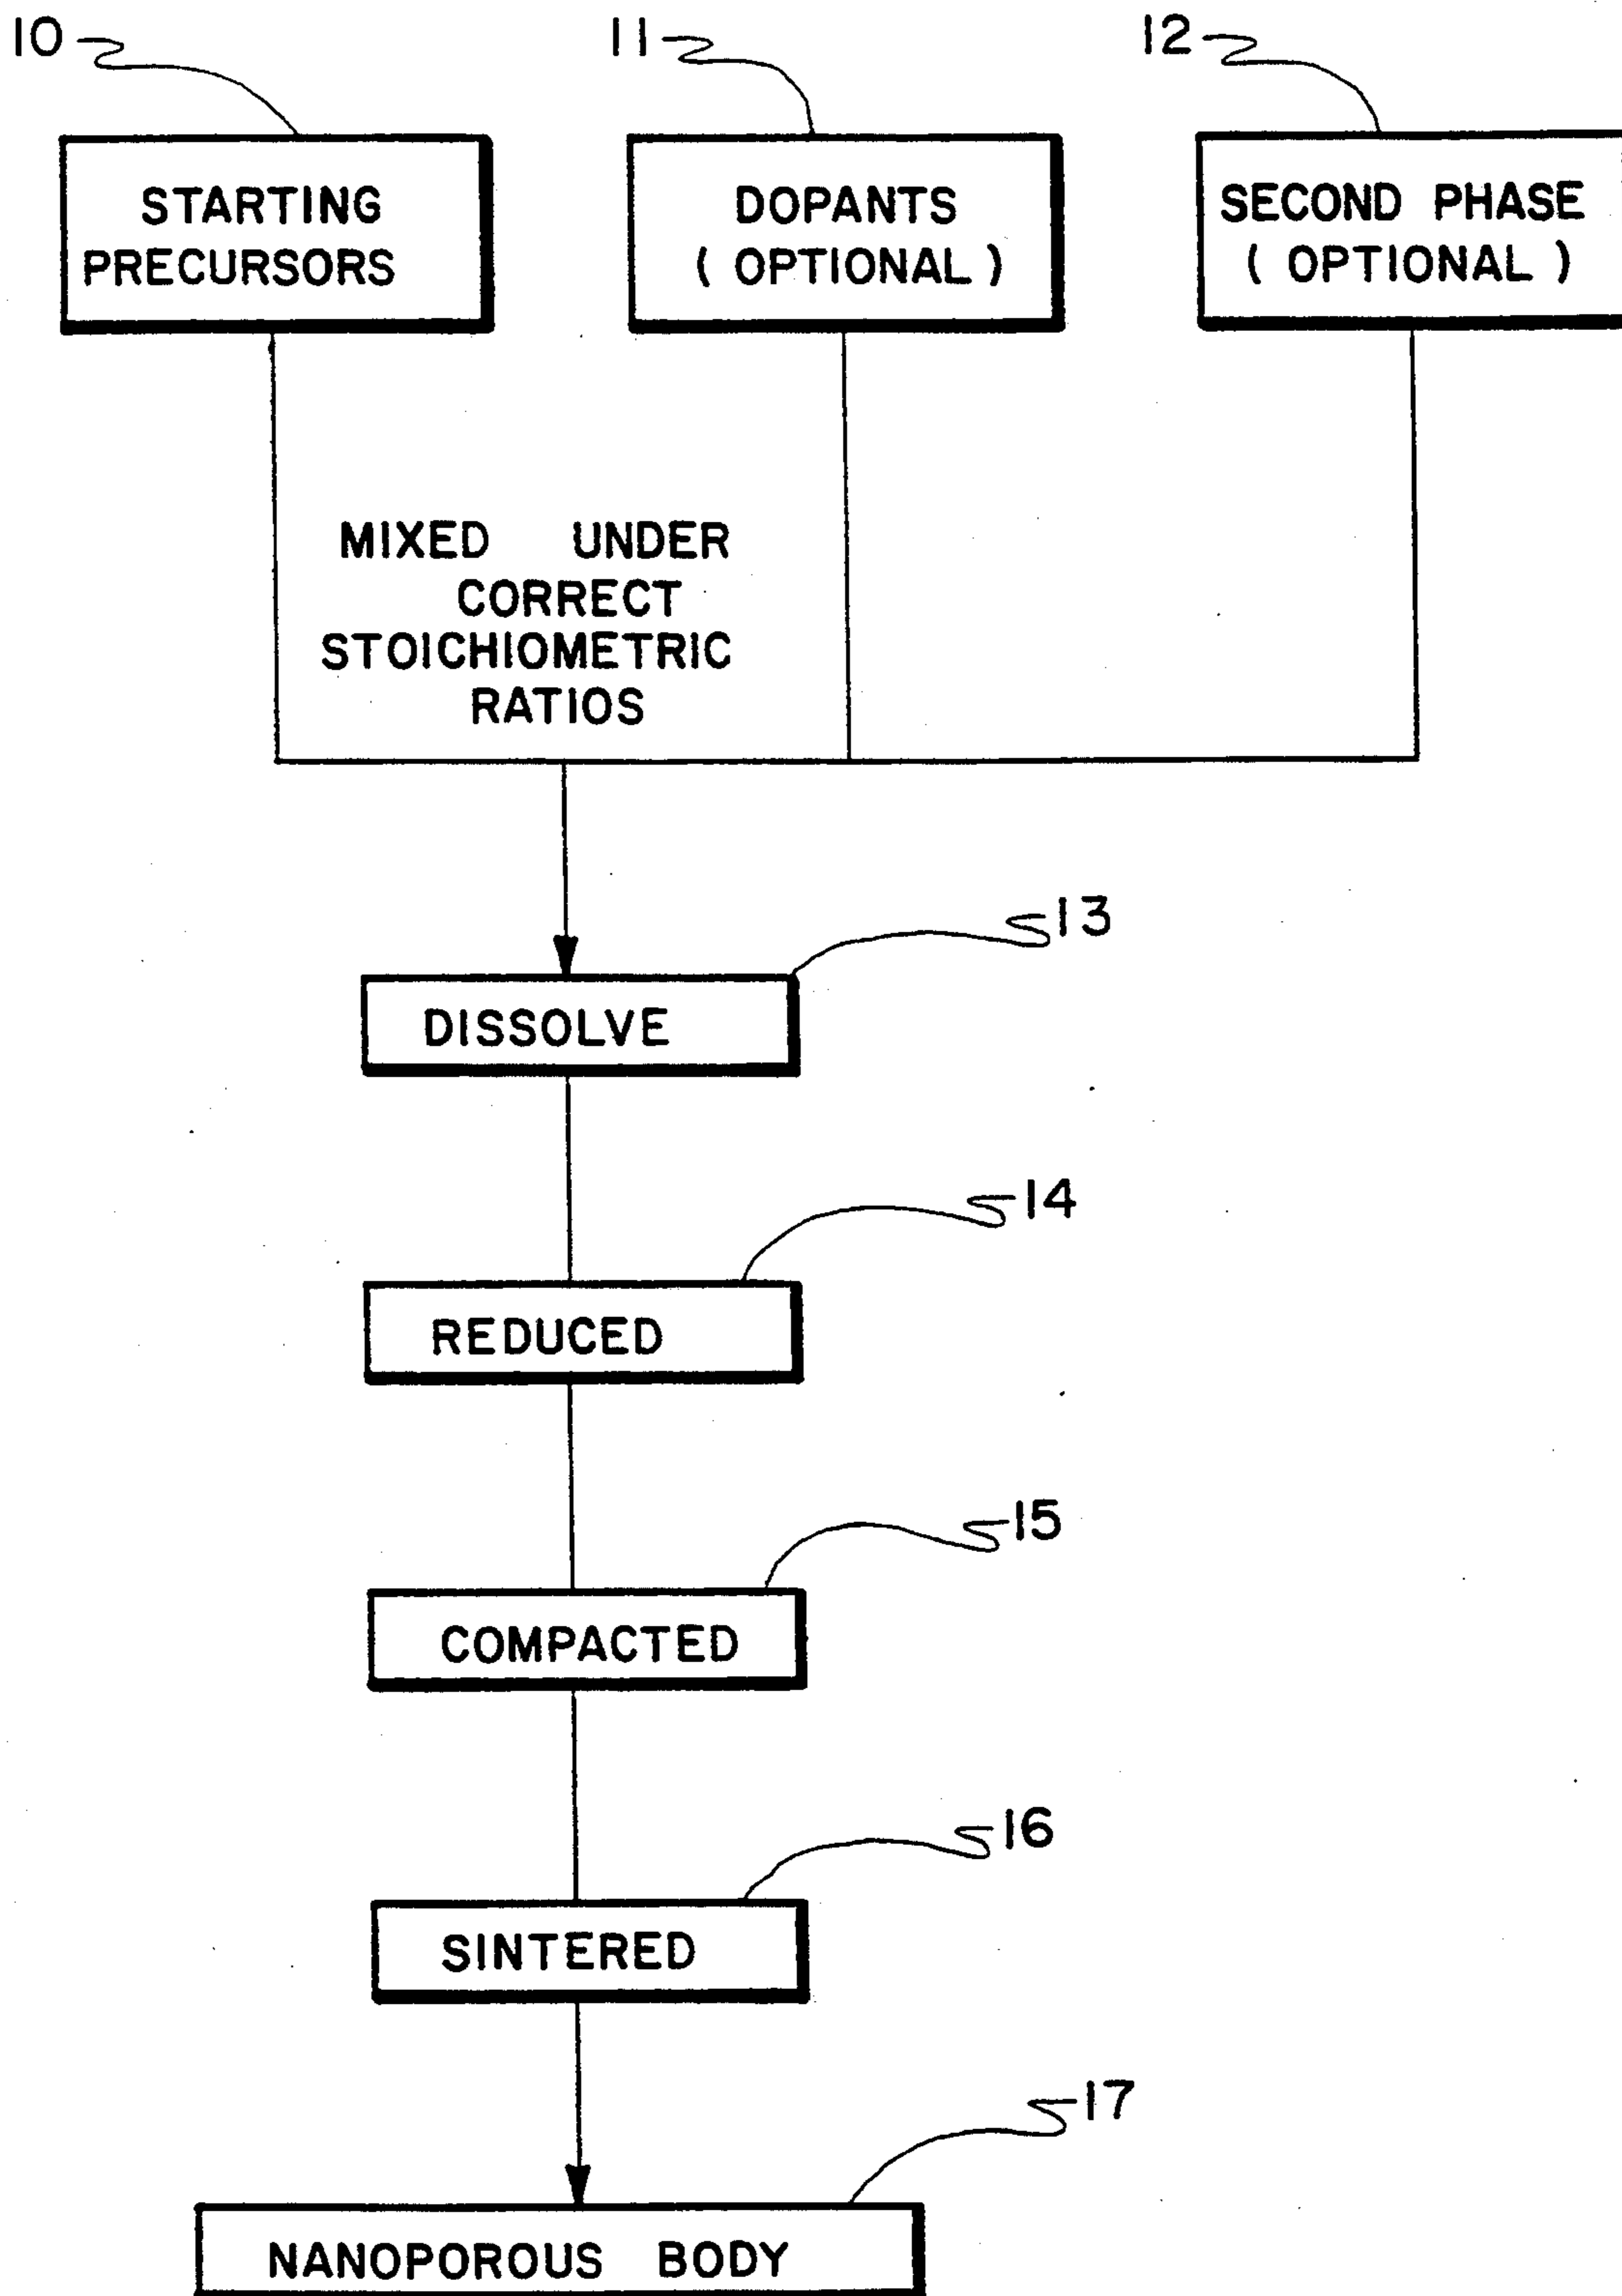 10
11
12
STARTING
PRECURSORS
DOPANTS
( OPTIONAL )
SECOND PHASE
( OPTIONAL )
MIXED UNDER
CORRECT
STOICHIOMETRIC
RATIOS
13
DISSOLVE
14
REDUCED
15
COMPACTED
16
SINTERED
17
NANOPOROUS BODY